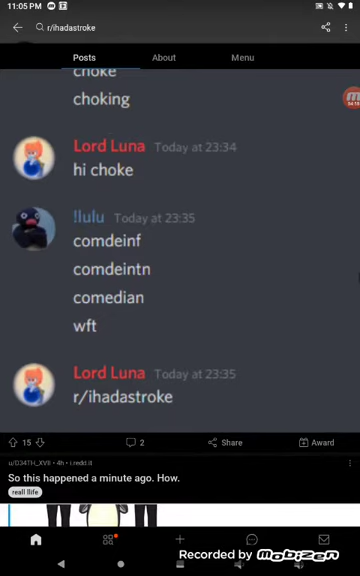 11:05 PM
r/ihadastroke
Posts About Menu
choke
choking
Lord Luna Today at 23:34
hi choke
!lulu Today at 23:35
comdeinf
comdeintn
comedian
wft
Lord Luna Today at 23:35
r/ihadastroke
15 2 Share Award
u/D34TH_XVII • 4h • i.redd.it
So this happened a minute ago. How.
reall llife
Recorded by mobizen